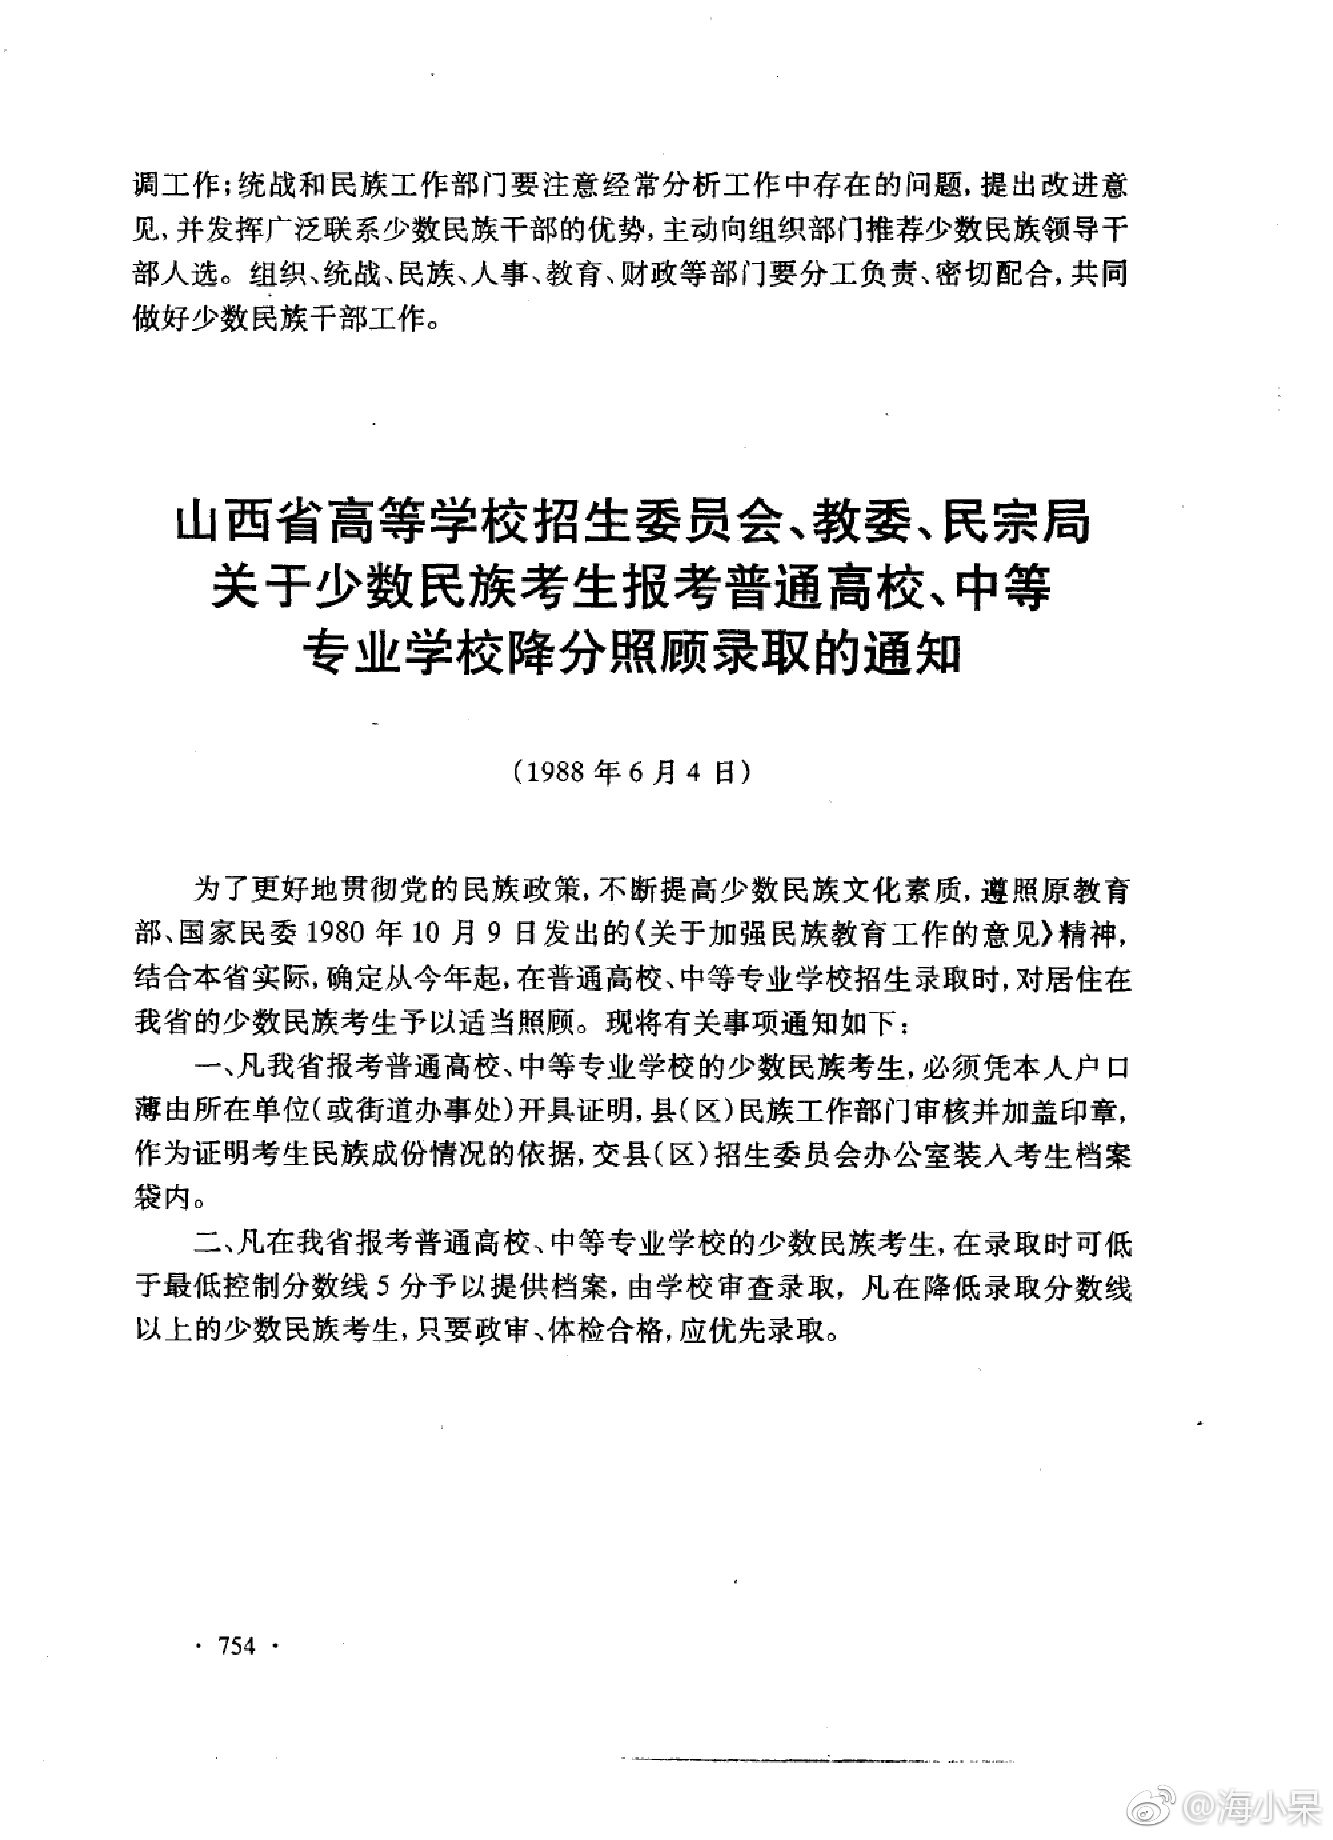 调工作;统战和民族工作部门要注意经常分析工作中存在的问题,提出改进意
见,并发挥广泛联系少数民族干部的优势,主动向组织部门推荐少数民族领导干
部人选。组织、统战、民族、人事、教育、财政等部门要分工负责、密切配合,共同
做好少数民族干部工作。
山西省高等学校招生委员会、教委、民宗局
关于少数民族考生报考普通高校、中等
专业学校降分照顾录取的通知
(1988年6月4日)
为了更好地贯彻党的民族政策,不断提高少数民族文化素质,遵照原教育
部、国家民委1980年10月9日发出的《关于加强民族教育工作的意见》精神,
结合本省实际,确定从今年起,在普通高校、中等专业学校招生录取时,对居住在
我省的少数民族考生予以适当照顾。现将有关事项通知如下:
一、凡我省报考普通高校、中等专业学校的少数民族考生,必须凭本人户口
薄由所在单位(或街道办事处)开具证明,县(区)民族工作部门审核并加盖印章,
作为证明考生民族成份情况的依据,交县(区)招生委员会办公室装入考生档案
袋内。
二、凡在我省报考普通高校、中等专业学校的少数民族考生,在录取时可低
于最低控制分数线5分予以提供档案,由学校审查录取,凡在降低录取分数线
以上的少数民族考生,只要政审、体检合格,应优先录取。
· 754 ·
@海小呆